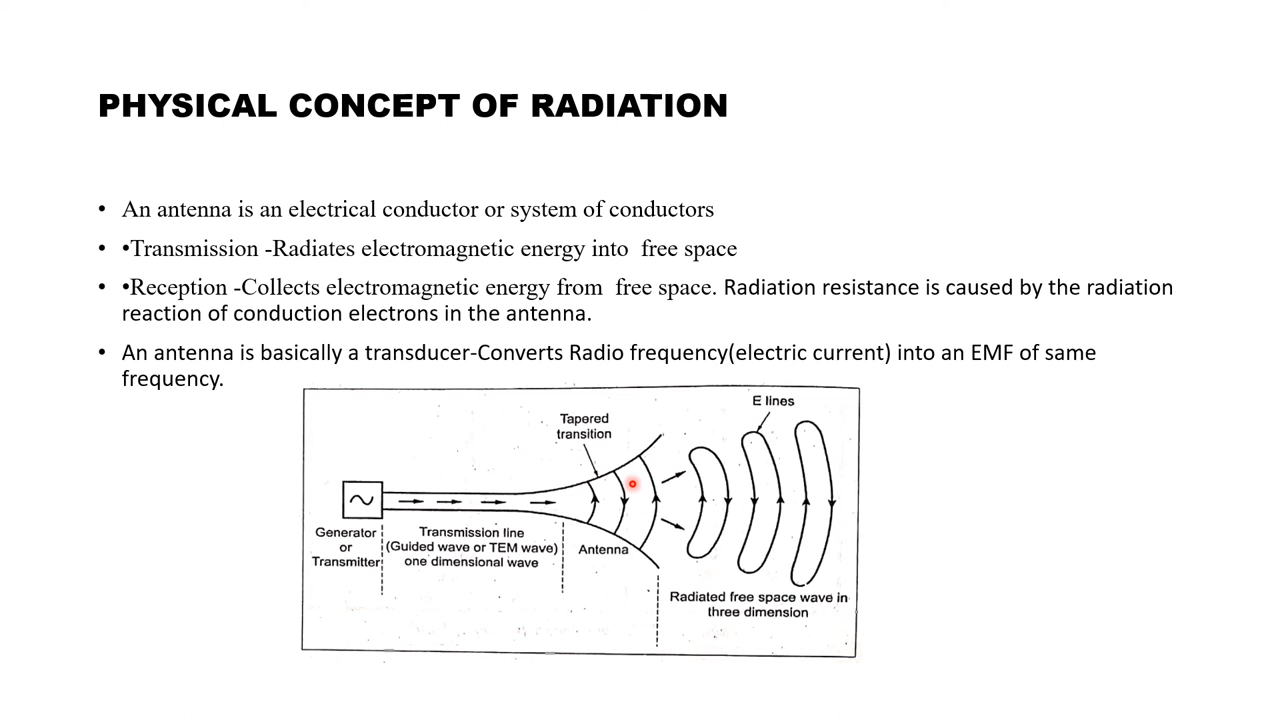 PHYSICAL CONCEPT OF RADIATION
• An antenna is an electrical conductor or system of conductors
• •Transmission -Radiates electromagnetic energy into free space
• •Reception -Collects electromagnetic energy from free space. Radiation resistance is caused by the radiation
reaction of conduction electrons in the antenna.
• An antenna is basically a transducer-Converts Radio frequency(electric current) into an EMF of same
frequency.
E lines
Tapered
transition
Generator
or
Transmitter
Transmission line
(Guided wave or TEM wave)
one dimensional wave
Antenna
Radiated free space wave in
three dimension